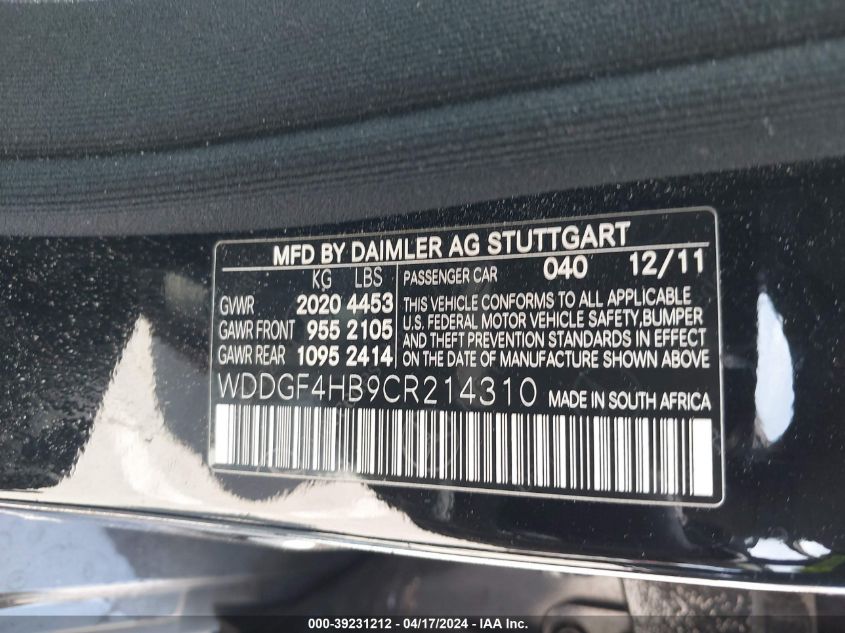 MFD BY DAIMLER AG STUTTGART
KG LBS
GVWR 2020 4453
GAWR FRONT 955 2105
GAWR REAR 1095 2414
PASSENGER CAR 040 12/11
THIS VEHICLE CONFORMS TO ALL APPLICABLE
U.S. FEDERAL MOTOR VEHICLE SAFETY,BUMPER
AND THEFT PREVENTION STANDARDS IN EFFECT
ON THE DATE OF MANUFACTURE SHOWN ABOVE.
WDDGF4HB9CR214310 MADE IN SOUTH AFRICA
000-39231212 - 04/17/2024 - IAA Inc.